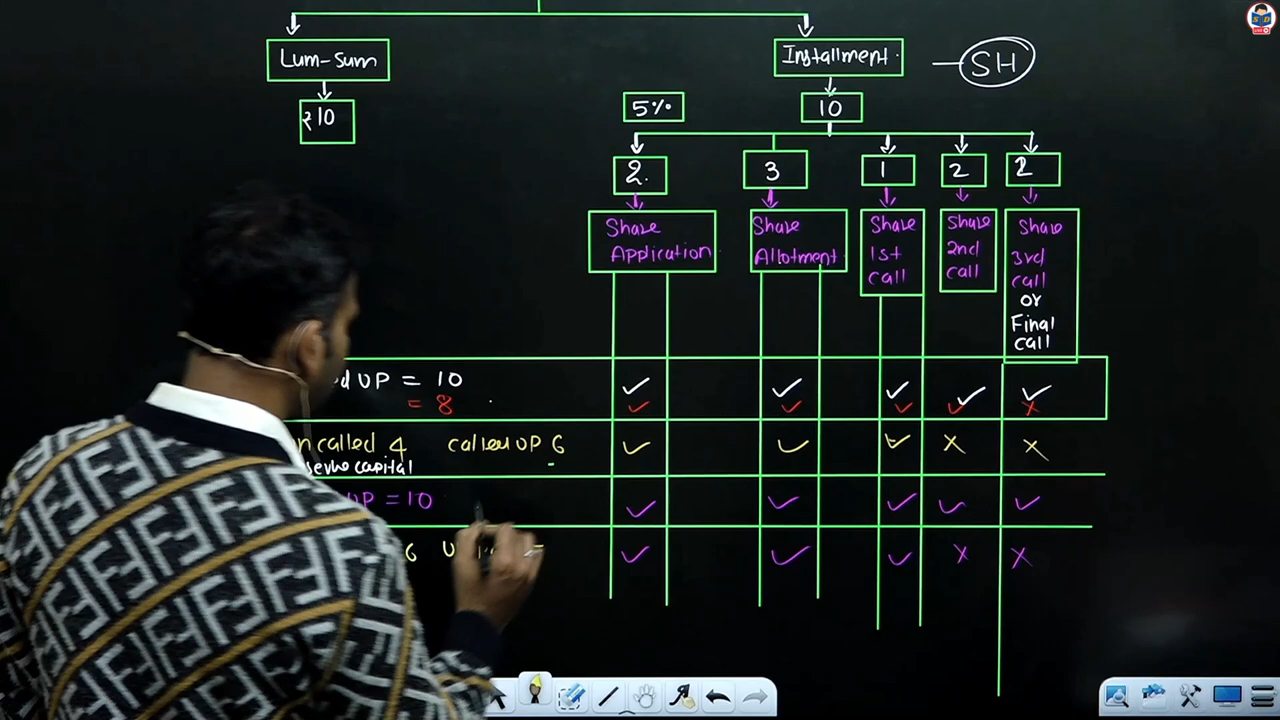 Lum-Sum
Installment.
SH
₹10
5%
10
2.
3
1
2
2
Share
Application
Share
Allotment
Share
1st
call
Share
2nd
call
Share
3rd
call
or
Final
call
UP = 10
= 8
called 4 called UP 6
capital
UP = 10
6